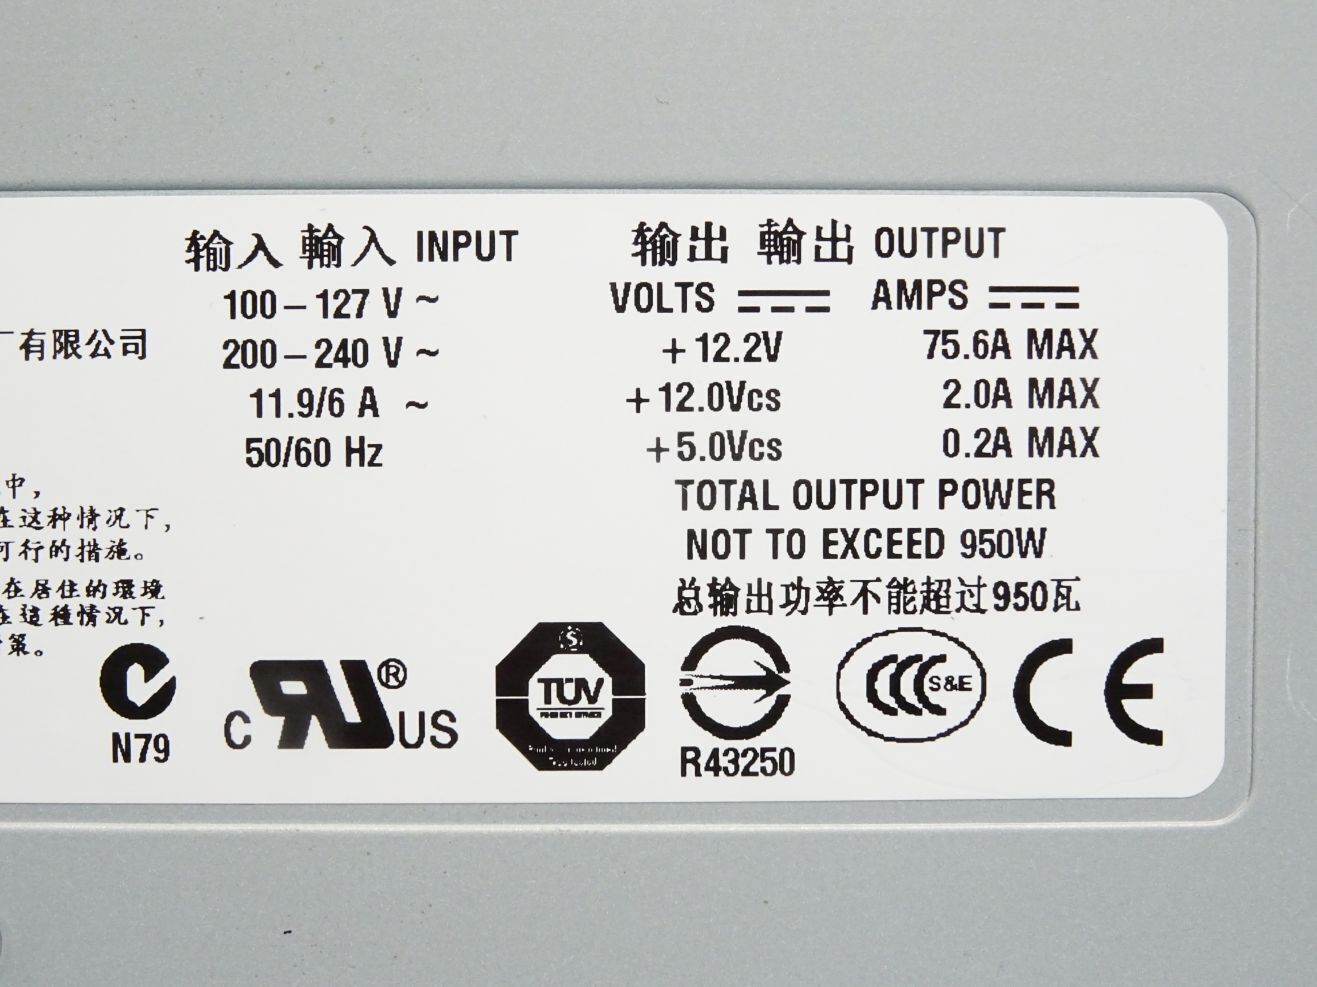 输入 輸入 INPUT
100–127 V ~
200–240 V ~
11.9/6 A ~
50/60 Hz
输出 輸出 OUTPUT
VOLTS AMPS
+12.2V 75.6A MAX
+12.0Vcs 2.0A MAX
+5.0Vcs 0.2A MAX
TOTAL OUTPUT POWER
NOT TO EXCEED 950W
总输出功率不能超过950瓦
有限公司
中,
在这种情况下,
可行的措施。
在居住的環境
在這種情況下,
策。
N79
C RU ® US
S
TÜV
R43250
CCC S&E
CE